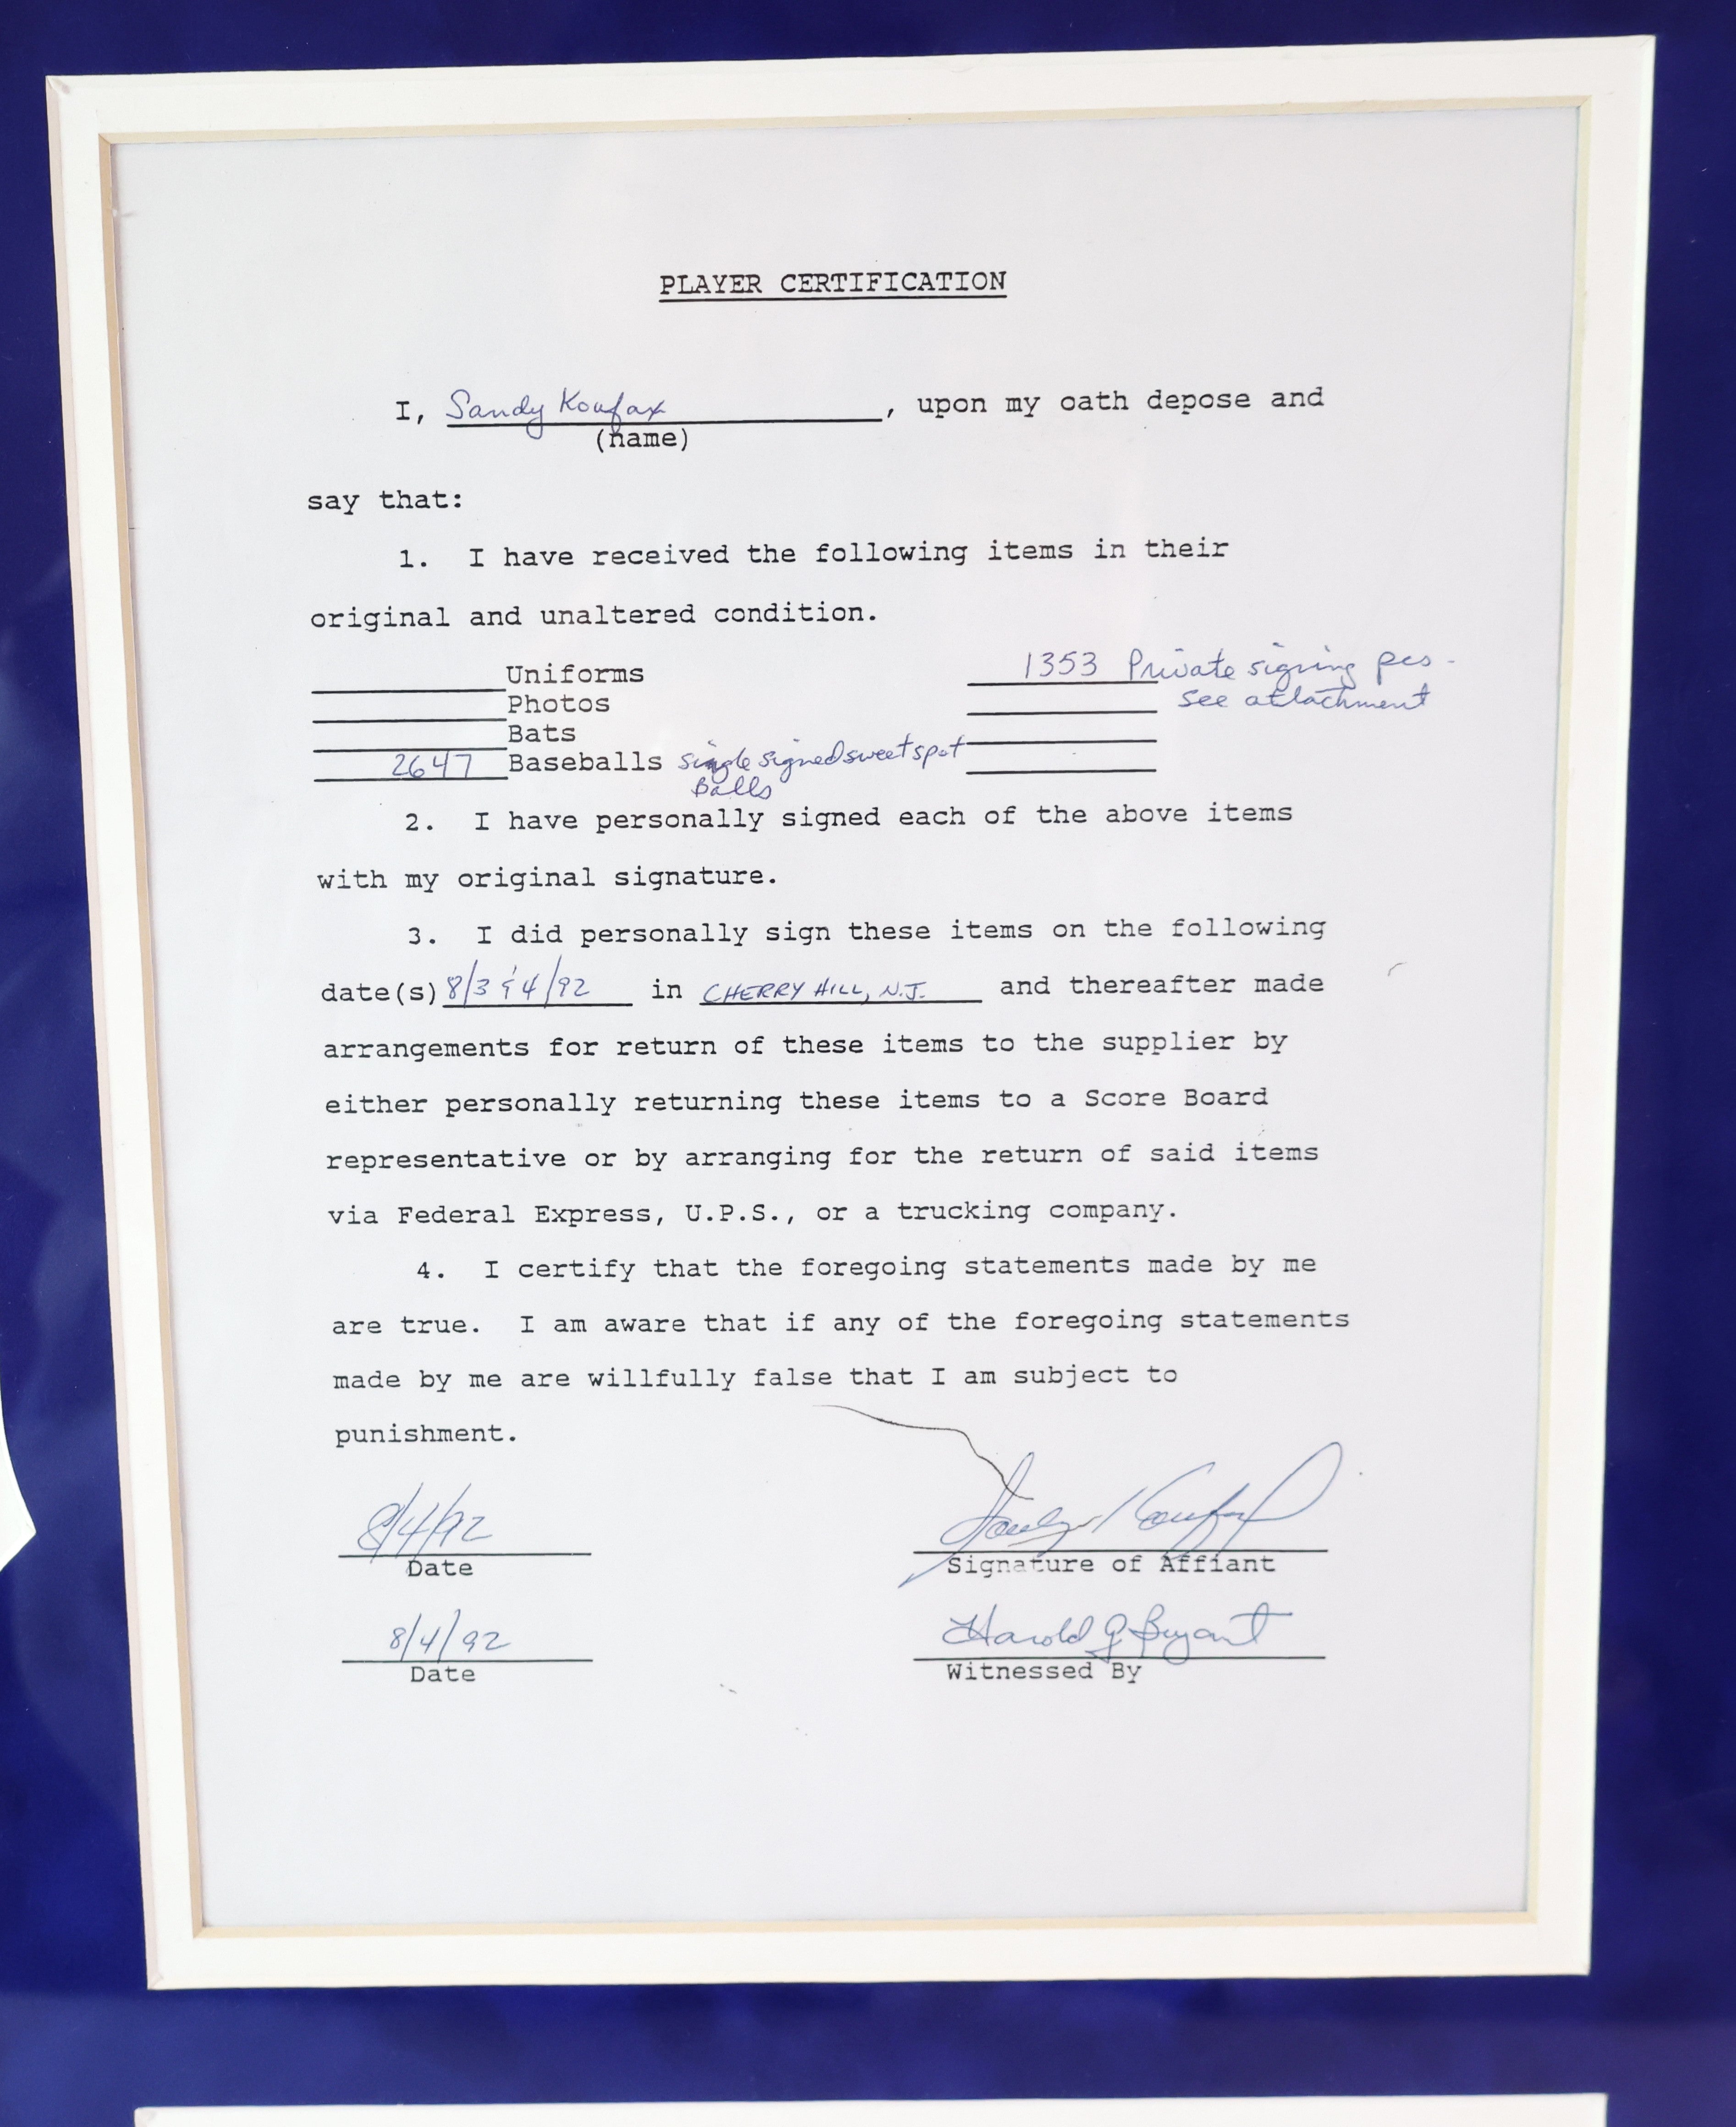 PLAYER CERTIFICATION
I, Sandy Koufax, upon my oath depose and
(name)
say that:
1. I have received the following items in their
original and unaltered condition.
Uniforms 1353 Private signing pcs -
Photos see attachment
Bats
2647 Baseballs single signed sweet spot
Balls
2. I have personally signed each of the above items
with my original signature.
3. I did personally sign these items on the following
date(s) 8/3 & 4/92 in CHERRY HILL, N.J. and thereafter made
arrangements for return of these items to the supplier by
either personally returning these items to a Score Board
representative or by arranging for the return of said items
via Federal Express, U.P.S., or a trucking company.
4. I certify that the foregoing statements made by me
are true. I am aware that if any of the foregoing statements
made by me are willfully false that I am subject to
punishment.
8/4/92 Sandy Koufax
Date Signature of Affiant
8/4/92 Harold G Bryant
Date Witnessed By